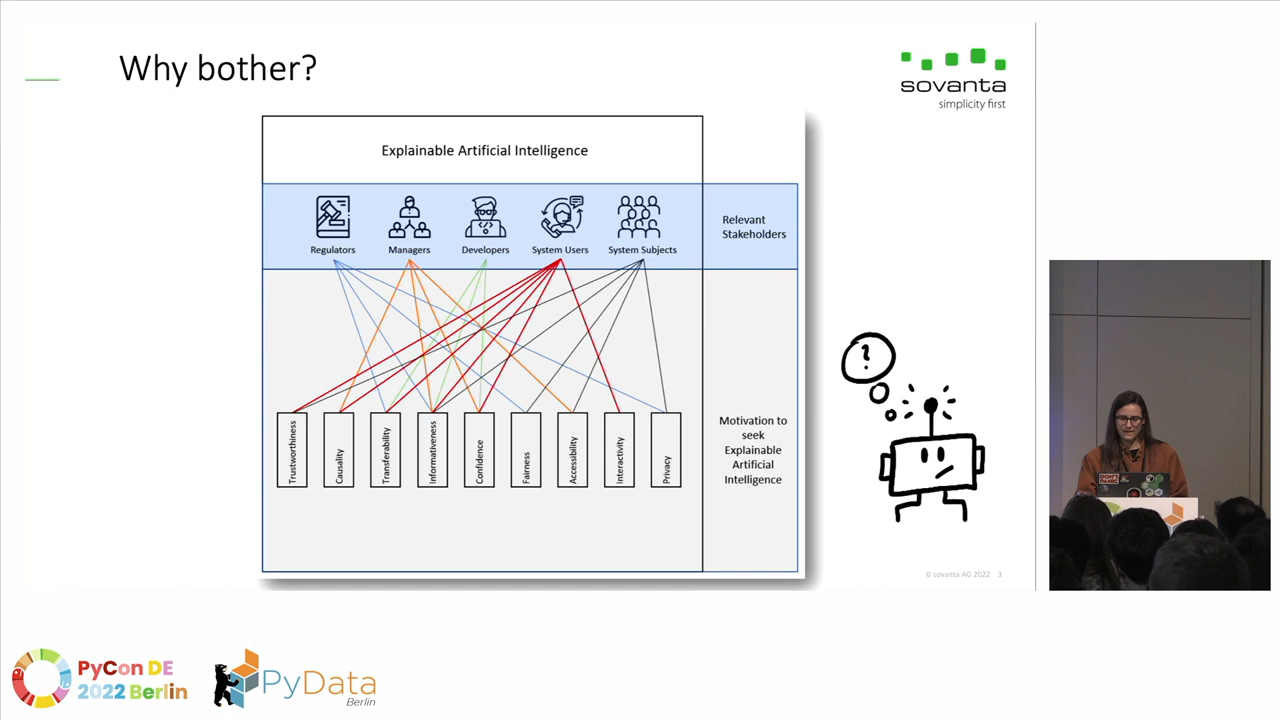 Why bother?
sovanta
simplicity first
Explainable Artificial Intelligence
Regulators
Managers
Developers
System Users
System Subjects
Relevant
Stakeholders
Trustworthiness
Causality
Transferability
Informativeness
Confidence
Fairness
Accessibility
Interactivity
Privacy
Motivation to
seek
Explainable
Artificial
Intelligence
?
© sovanta AG 2022 3
PyCon DE
2022 Berlin
PyData
Berlin